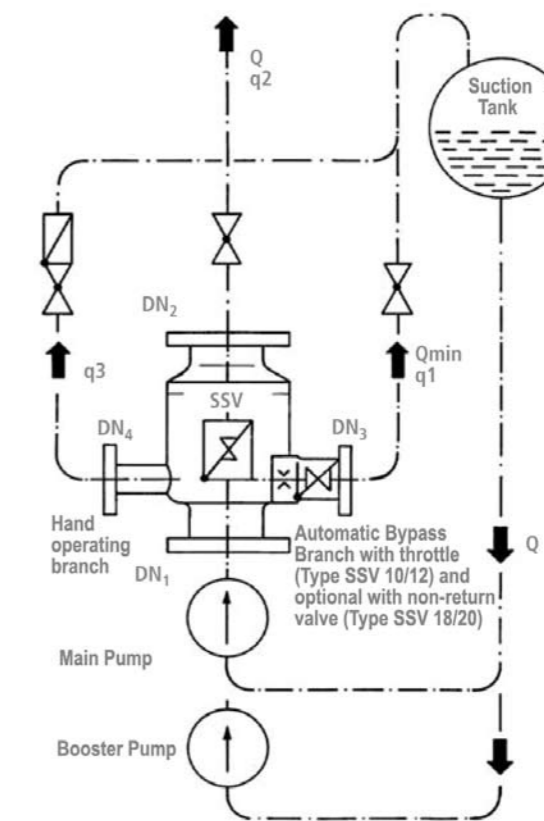 Q
q2
Suction
Tank
DN2
Qmin
q1
q3
SSV
DN4
DN3
Hand
operating
branch
Automatic Bypass
Branch with throttle
(Type SSV 10/12) and
optional with non-return
valve (Type SSV 18/20)
Q
DN1
Main Pump
Booster Pump